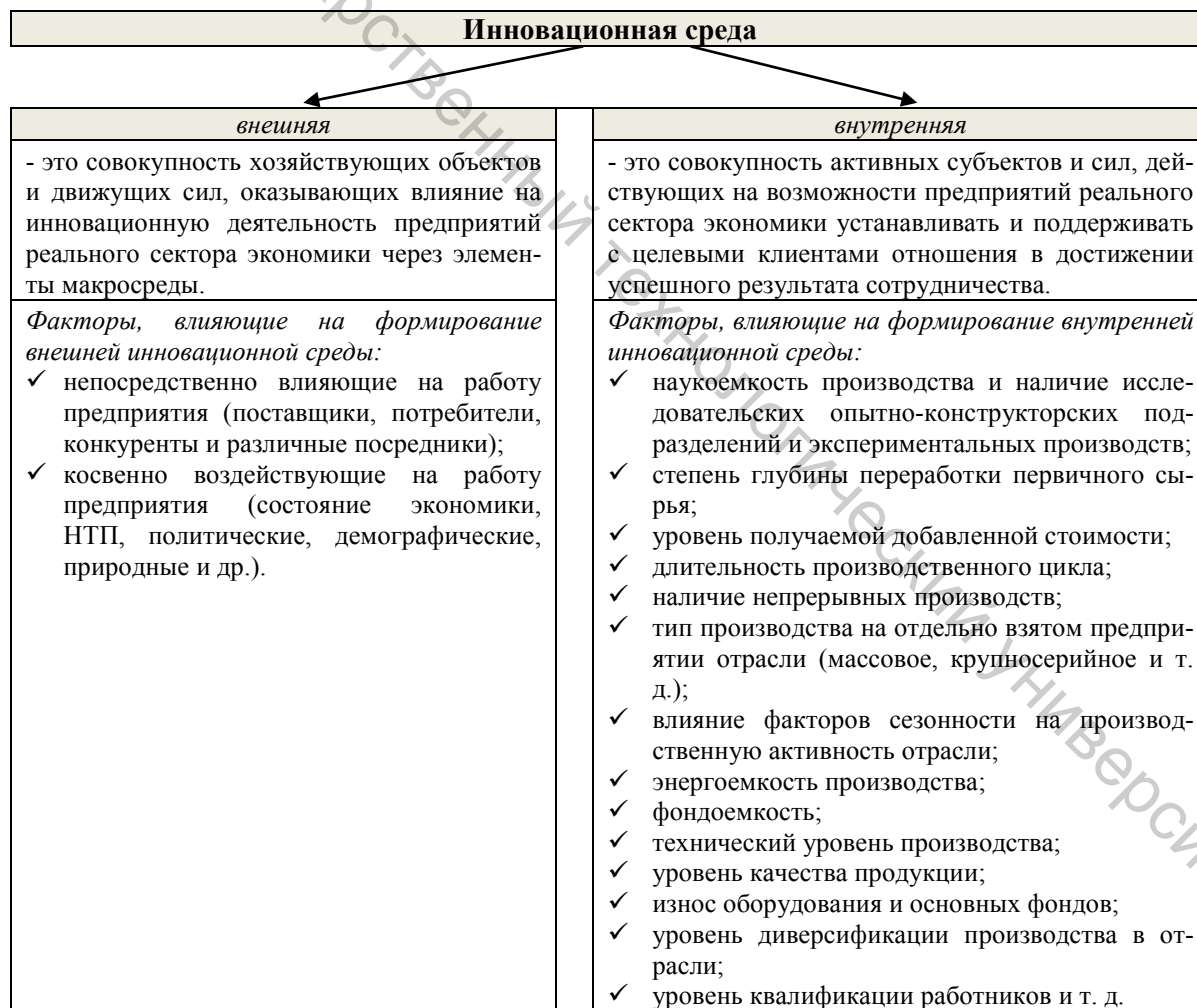 Инновационная среда
внешняя
- это совокупность хозяйствующих объектов
и движущих сил, оказывающих влияние на
инновационную деятельность предприятий
реального сектора экономики через элемен-
ты макросреды.
Факторы, влияющие на формирование
внешней инновационной среды:
✓ непосредственно влияющие на работу
предприятия (поставщики, потребители,
конкуренты и различные посредники);
✓ косвенно воздействующие на работу
предприятия (состояние экономики,
НТП, политические, демографические,
природные и др.).
внутренняя
- это совокупность активных субъектов и сил, дей-
ствующих на возможности предприятий реального
сектора экономики устанавливать и поддерживать
с целевыми клиентами отношения в достижении
успешного результата сотрудничества.
Факторы, влияющие на формирование внутренней
инновационной среды:
✓ наукоемкость производства и наличие иссле-
довательских опытно-конструкторских под-
разделений и экспериментальных производств;
✓ степень глубины переработки первичного сы-
рья;
✓ уровень получаемой добавленной стоимости;
✓ длительность производственного цикла;
✓ наличие непрерывных производств;
✓ тип производства на отдельно взятом предпри-
ятии отрасли (массовое, крупносерийное и т.
д.);
✓ влияние факторов сезонности на производ-
ственную активность отрасли;
✓ энергоемкость производства;
✓ фондоемкость;
✓ технический уровень производства;
✓ уровень качества продукции;
✓ износ оборудования и основных фондов;
✓ уровень диверсификации производства в от-
расли;
✓ уровень квалификации работников и т. д.
технологический